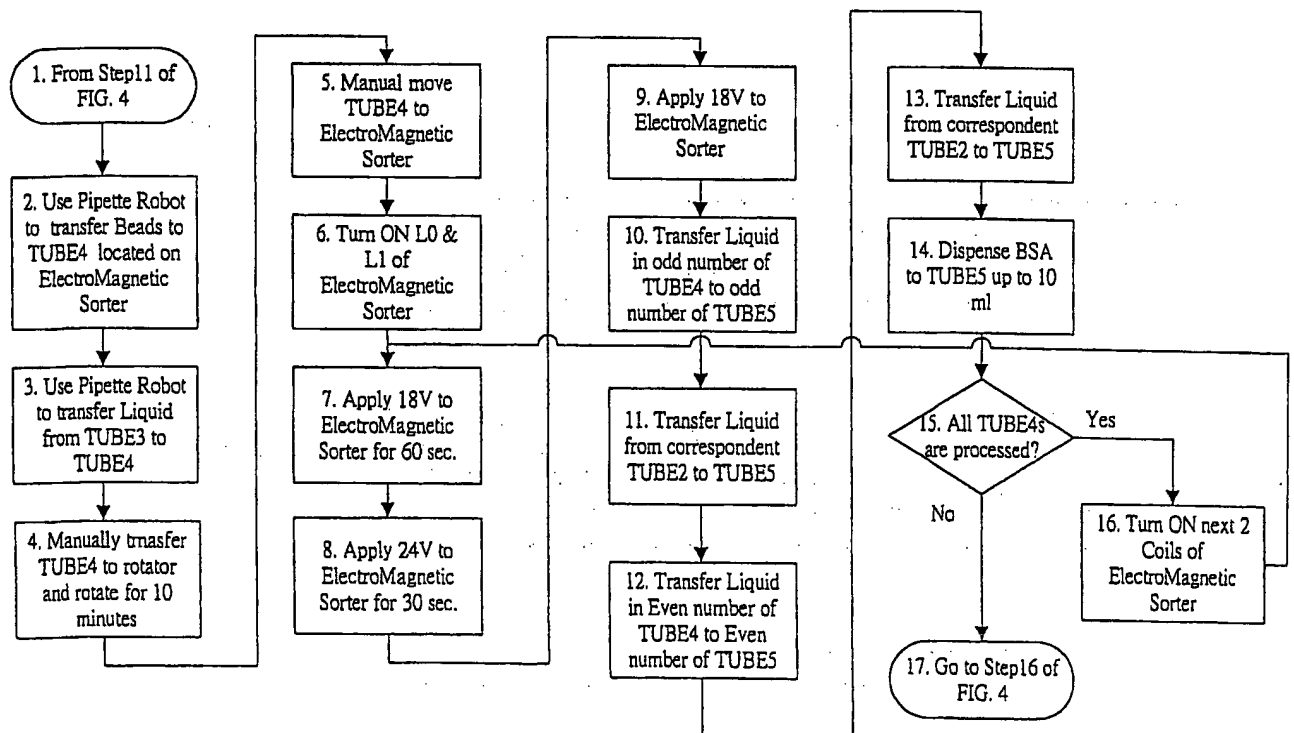 1. From Step11 of
FIG. 4
2. Use Pipette Robot
to transfer Beads to
TUBE4 located on
ElectroMagnetic
Sorter
3. Use Pipette Robot
to transfer Liquid
from TUBE3 to
TUBE4
4. Manually trnasfer
TUBE4 to rotator
and rotate for 10
minutes
5. Manual move
TUBE4 to
ElectroMagnetic
Sorter
6. Turn ON L0 &
L1 of
ElectroMagnetic
Sorter
7. Apply 18V to
ElectroMagnetic
Sorter for 60 sec.
8. Apply 24V to
ElectroMagnetic
Sorter for 30 sec.
9. Apply 18V to
ElectroMagnetic
Sorter
10. Transfer Liquid
in odd number of
TUBE4 to odd
number of TUBE5
11. Transfer Liquid
from correspondent
TUBE2 to TUBE5
12. Transfer Liquid
in Even number of
TUBE4 to Even
number of TUBE5
13. Transfer Liquid
from correspondent
TUBE2 to TUBE5
14. Dispense BSA
to TUBE5 up to 10
ml
15. All TUBE4s
are processed?
Yes
No
16. Turn ON next 2
Coils of
ElectroMagnetic
Sorter
17. Go to Step16 of
FIG. 4